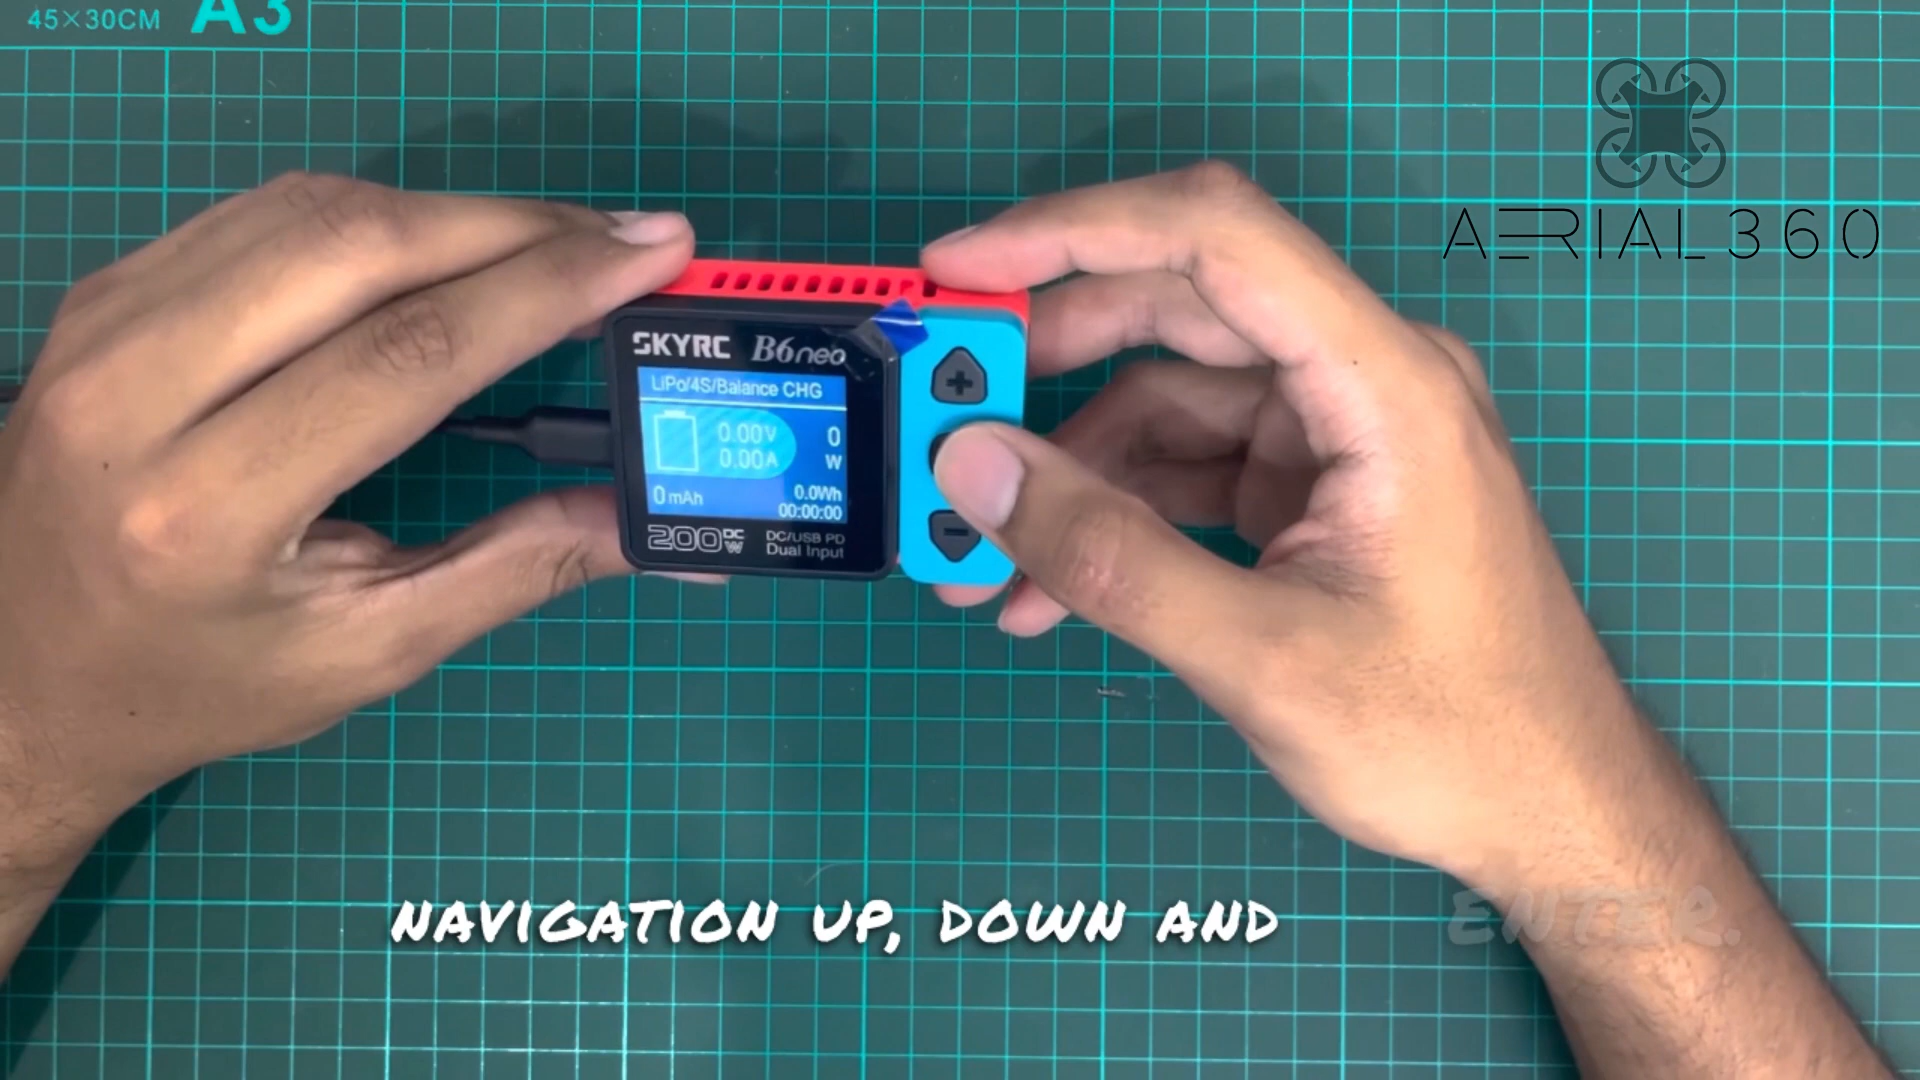 45×30CM A3
AERIAL360
SKYRC B6neo
LiPo/4S/Balance CHG
0.00V 0
0.00A W
0mAh 0.0Wh
00:00:00
200 DC W DC/USB PD
Dual Input
NAVIGATION UP, DOWN AND ENTER.